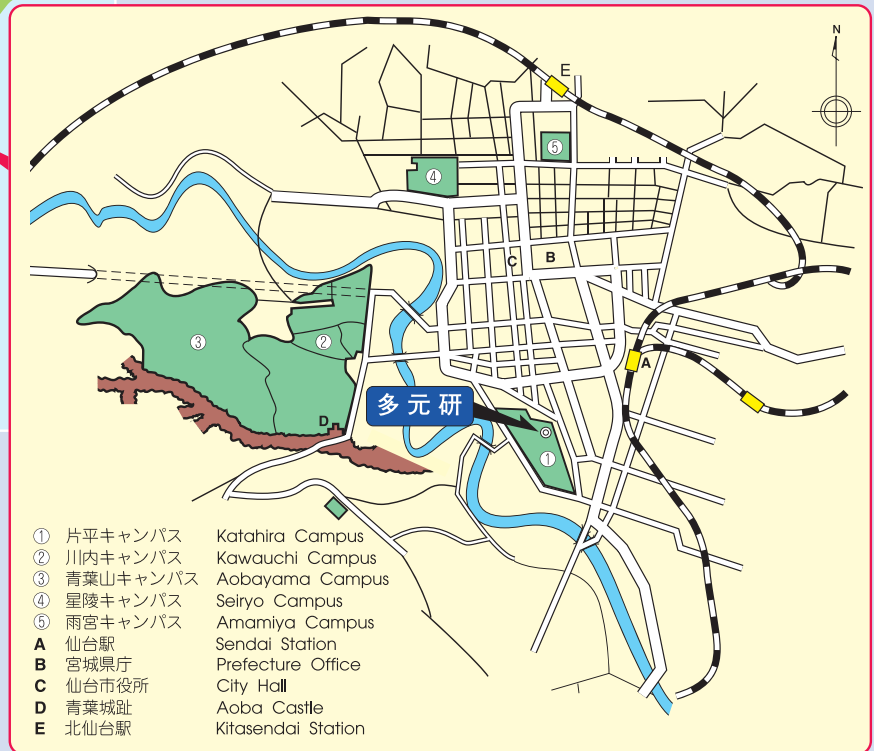 N
E
⑤
④
C
B
③
②
A
多元研
D
①
① 片平キャンパス Katahira Campus
② 川内キャンパス Kawauchi Campus
③ 青葉山キャンパス Aobayama Campus
④ 星陵キャンパス Seiryo Campus
⑤ 雨宮キャンパス Amamiya Campus
A 仙台駅 Sendai Station
B 宮城県庁 Prefecture Office
C 仙台市役所 City Hall
D 青葉城趾 Aoba Castle
E 北仙台駅 Kitasendai Station